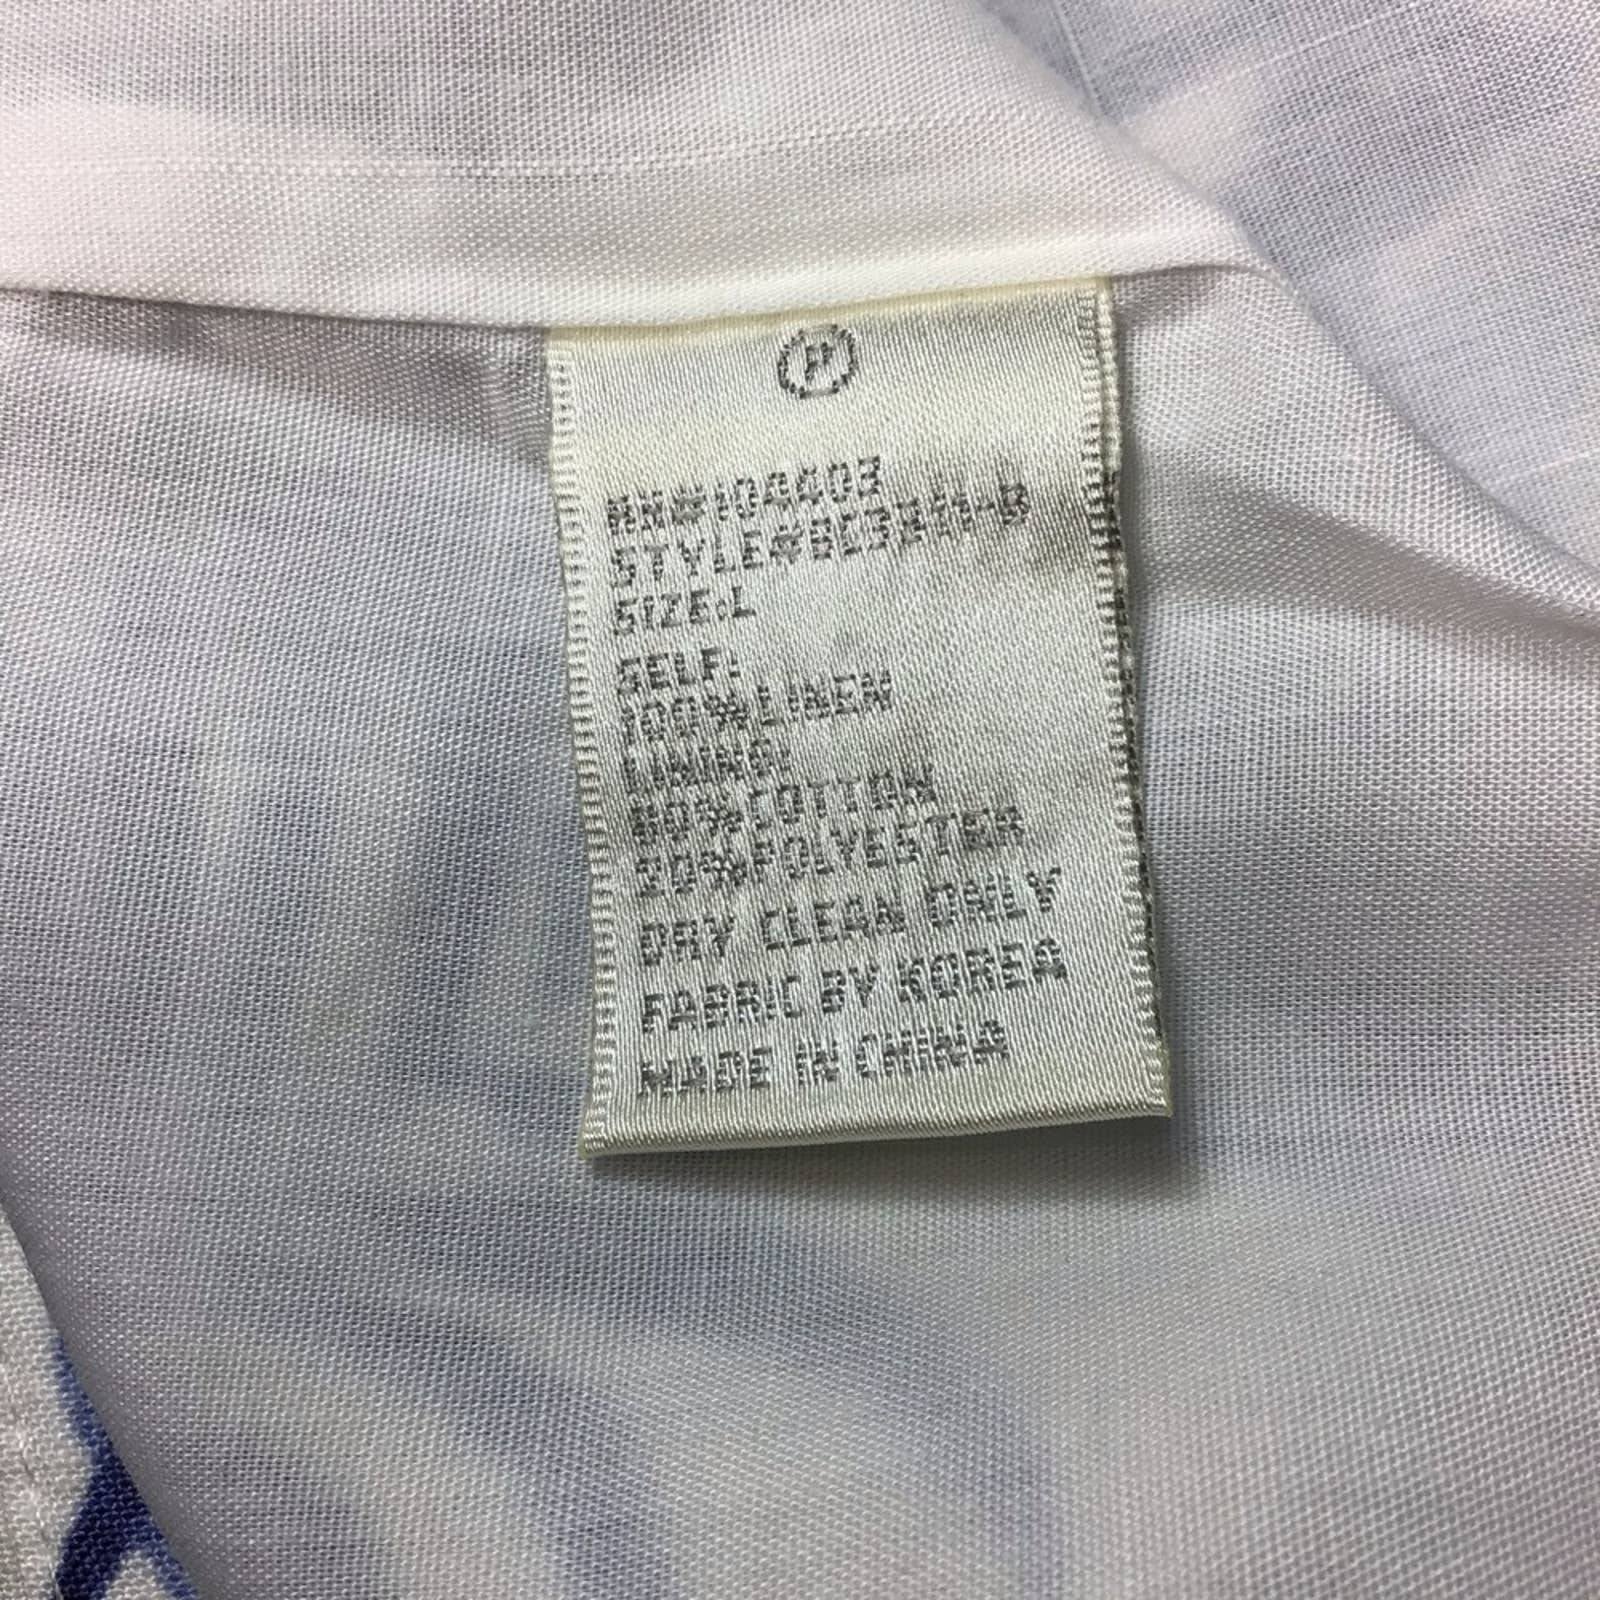 P
RN#104403
SIZE:L
SELF:
100%LINEN
LINING:
80%COTTON
20%POLYESTER
DRY CLEAN ONLY
FABRIC BY KOREA
MADE IN CHINA